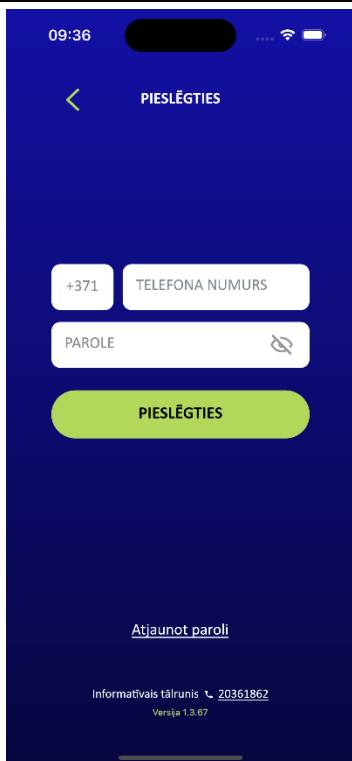 09:36
PIESLĒGTIES
+371 TELEFONA NUMURS
PAROLE
PIESLĒGTIES
Atjaunot paroli
Informatīvais tālrunis 20361862
Versija 1.3.67